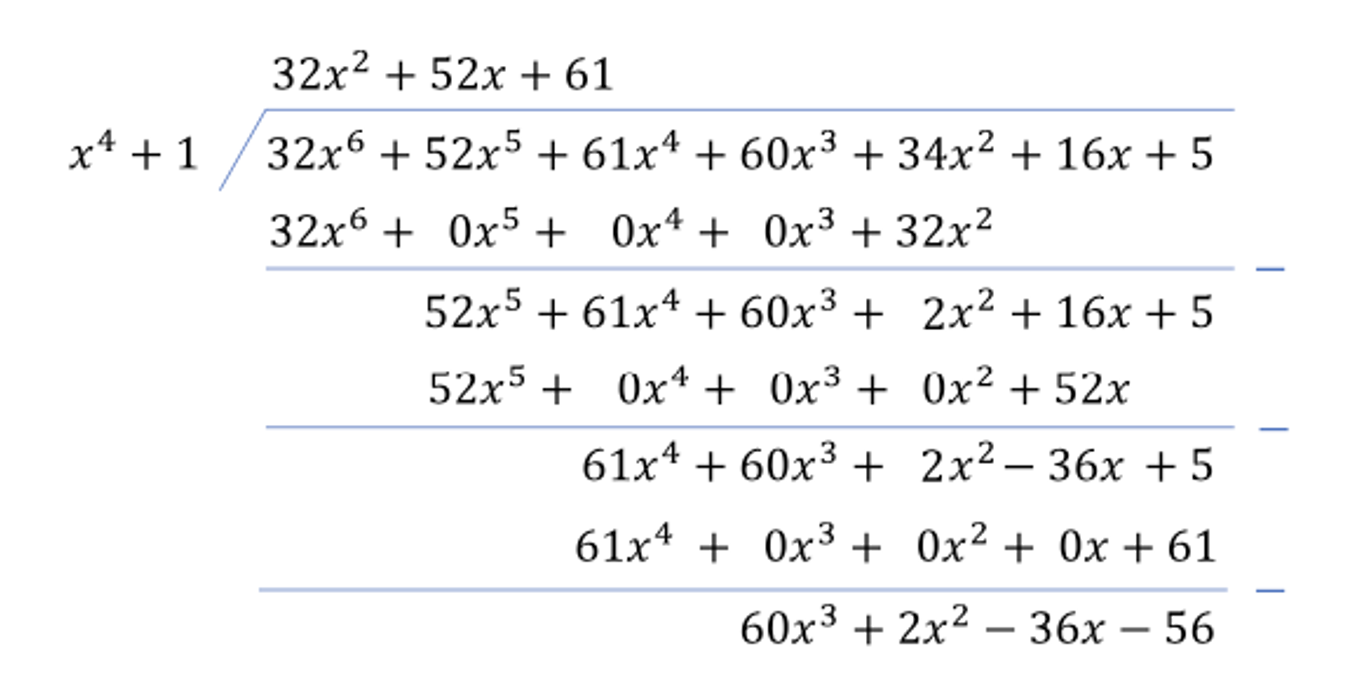 32x² + 52x + 61
x⁴ + 1 32x⁶ + 52x⁵ + 61x⁴ + 60x³ + 34x² + 16x + 5
32x⁶ + 0x⁵ + 0x⁴ + 0x³ + 32x²
–
52x⁵ + 61x⁴ + 60x³ + 2x² + 16x + 5
52x⁵ + 0x⁴ + 0x³ + 0x² + 52x
–
61x⁴ + 60x³ + 2x² – 36x + 5
61x⁴ + 0x³ + 0x² + 0x + 61
–
60x³ + 2x² − 36x − 56